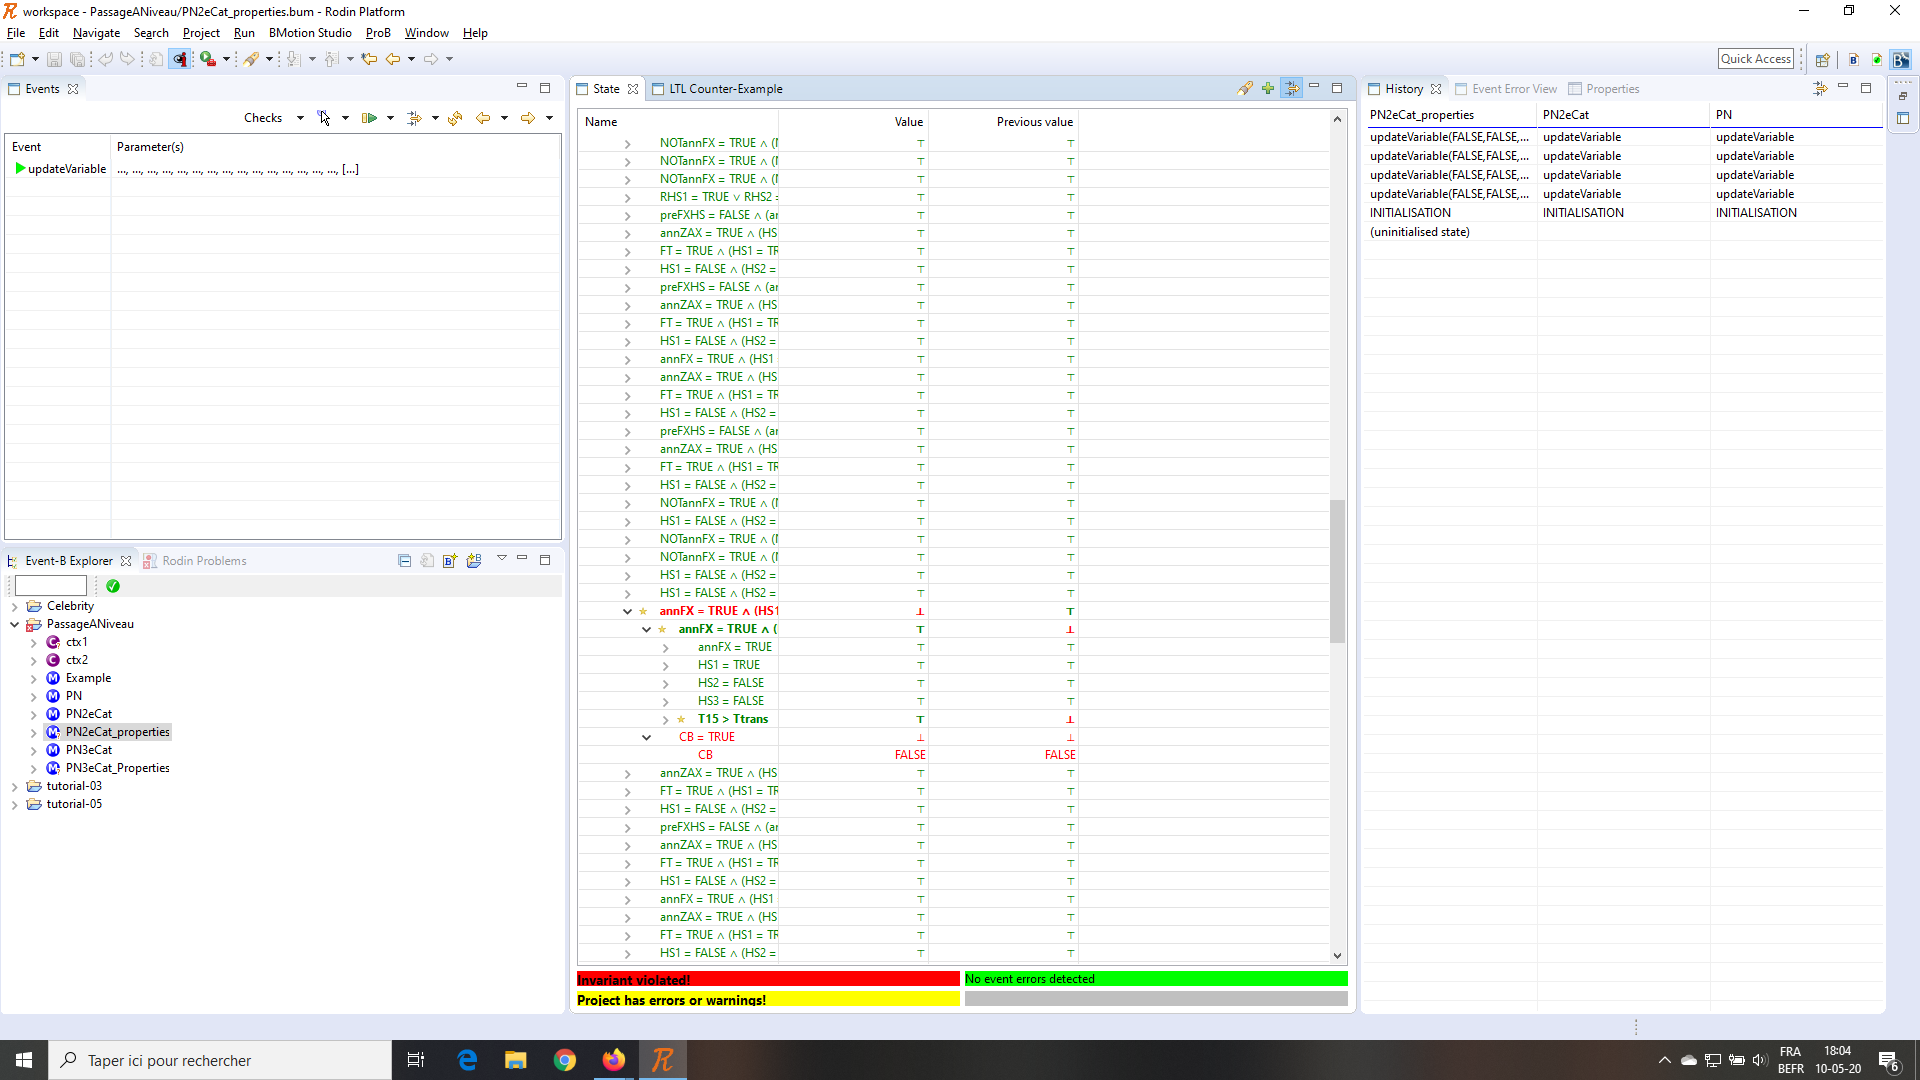 workspace - PassageANiveau/PN2eCat_properties.bum - Rodin Platform
File Edit Navigate Search Project Run BMotion Studio ProB Window Help
Quick Access
Events
Checks
Event Parameter(s)
updateVariable ..., ..., ..., ..., ..., ..., ..., ..., ..., ..., ..., ..., ..., ..., ..., [...]
Event-B Explorer Rodin Problems
Celebrity
PassageANiveau
ctx1
ctx2
Example
PN
PN2eCat
PN2eCat_properties
PN3eCat
PN3eCat_Properties
tutorial-03
tutorial-05
State LTL Counter-Example
Name Value Previous value
NOTannFX = TRUE ∧ (N ⊤ ⊤
NOTannFX = TRUE ∧ (N ⊤ ⊤
NOTannFX = TRUE ∧ (N ⊤ ⊤
RHS1 = TRUE ∨ RHS2 = ⊤ ⊤
preFXHS = FALSE ∧ (ar ⊤ ⊤
annZAX = TRUE ∧ (HS ⊤ ⊤
FT = TRUE ∧ (HS1 = TR ⊤ ⊤
HS1 = FALSE ∧ (HS2 = ⊤ ⊤
preFXHS = FALSE ∧ (ar ⊤ ⊤
annZAX = TRUE ∧ (HS ⊤ ⊤
FT = TRUE ∧ (HS1 = TR ⊤ ⊤
HS1 = FALSE ∧ (HS2 = ⊤ ⊤
annFX = TRUE ∧ (HS1 ⊤ ⊤
annZAX = TRUE ∧ (HS ⊤ ⊤
FT = TRUE ∧ (HS1 = TR ⊤ ⊤
HS1 = FALSE ∧ (HS2 = ⊤ ⊤
preFXHS = FALSE ∧ (ar ⊤ ⊤
annZAX = TRUE ∧ (HS ⊤ ⊤
FT = TRUE ∧ (HS1 = TR ⊤ ⊤
HS1 = FALSE ∧ (HS2 = ⊤ ⊤
NOTannFX = TRUE ∧ (N ⊤ ⊤
HS1 = FALSE ∧ (HS2 = ⊤ ⊤
NOTannFX = TRUE ∧ (N ⊤ ⊤
NOTannFX = TRUE ∧ (N ⊤ ⊤
HS1 = FALSE ∧ (HS2 = ⊤ ⊤
HS1 = FALSE ∧ (HS2 = ⊤ ⊤
annFX = TRUE ∧ (HS1 ⊥ ⊤
annFX = TRUE ∧ ( ⊤ ⊥
annFX = TRUE ⊤ ⊤
HS1 = TRUE ⊤ ⊤
HS2 = FALSE ⊤ ⊤
HS3 = FALSE ⊤ ⊤
T15 > Ttrans ⊤ ⊥
CB = TRUE ⊥ ⊥
CB FALSE FALSE
annZAX = TRUE ∧ (HS ⊤ ⊤
FT = TRUE ∧ (HS1 = TR ⊤ ⊤
HS1 = FALSE ∧ (HS2 = ⊤ ⊤
preFXHS = FALSE ∧ (ar ⊤ ⊤
annZAX = TRUE ∧ (HS ⊤ ⊤
FT = TRUE ∧ (HS1 = TR ⊤ ⊤
HS1 = FALSE ∧ (HS2 = ⊤ ⊤
annFX = TRUE ∧ (HS1 ⊤ ⊤
annZAX = TRUE ∧ (HS ⊤ ⊤
FT = TRUE ∧ (HS1 = TR ⊤ ⊤
HS1 = FALSE ∧ (HS2 = ⊤ ⊤
Invariant violated! No event errors detected
Project has errors or warnings!
History Event Error View Properties
PN2eCat_properties PN2eCat PN
updateVariable(FALSE,FALSE,... updateVariable updateVariable
updateVariable(FALSE,FALSE,... updateVariable updateVariable
updateVariable(FALSE,FALSE,... updateVariable updateVariable
updateVariable(FALSE,FALSE,... updateVariable updateVariable
INITIALISATION INITIALISATION INITIALISATION
(uninitialised state)
Taper ici pour rechercher
FRA
BEFR
18:04
10-05-20
6